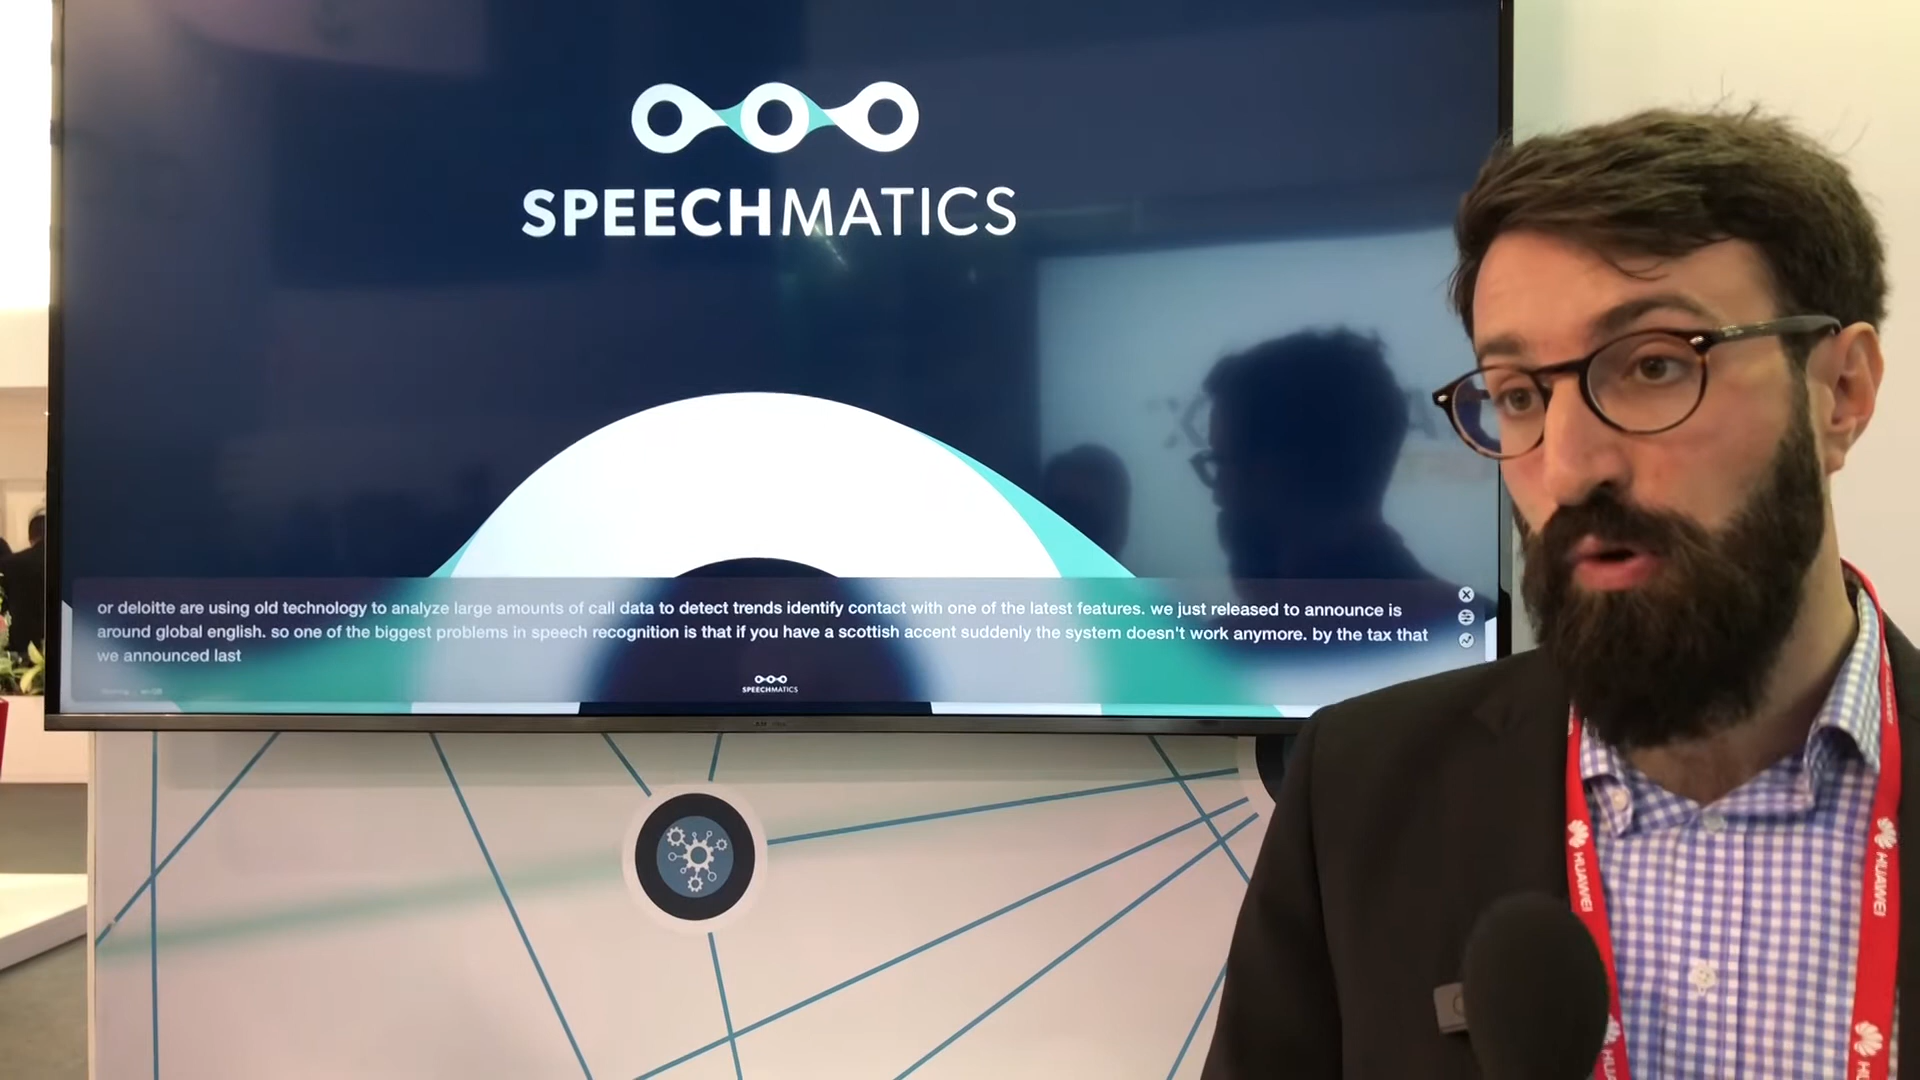 SPEECHMATICS
or deloitte are using old technology to analyze large amounts of call data to detect trends identify contact with one of the latest features. we just released to announce is
around global english. so one of the biggest problems in speech recognition is that if you have a scottish accent suddenly the system doesn't work anymore. by the tax that
we announced last
SPEECHMATICS
HUAWEI
HUAWEI